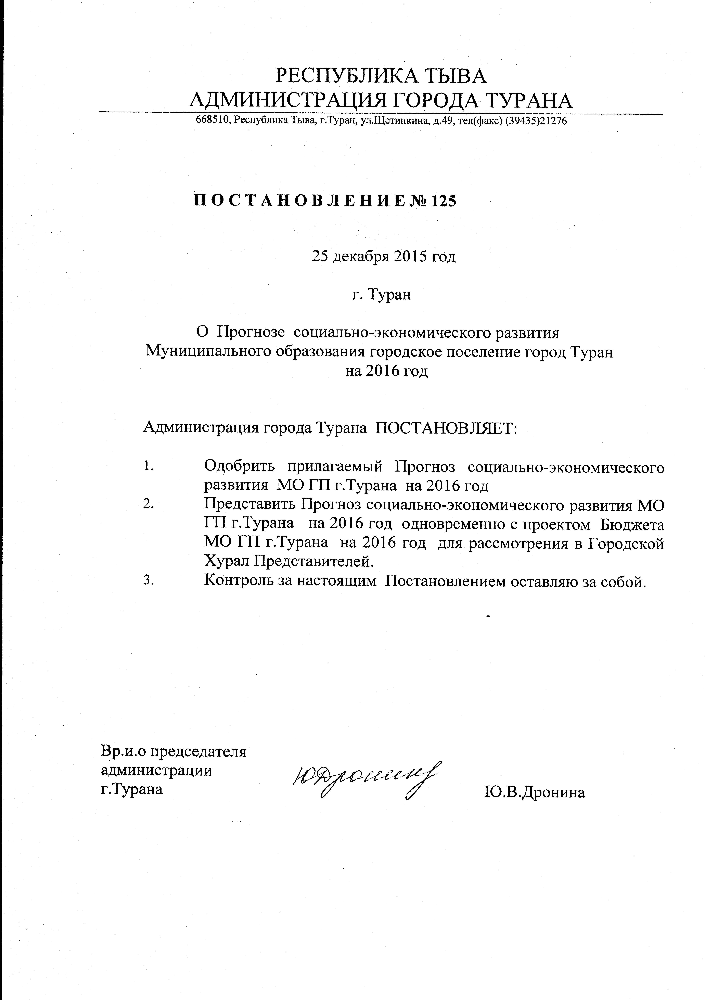 РЕСПУБЛИКА ТЫВА
АДМИНИСТРАЦИЯ ГОРОДА ТУРАНА
668510, Республика Тыва, г.Туран, ул.Щетинкина, д.49, тел(факс) (39435)21276
П О С Т А Н О В Л Е Н И Е № 125
25 декабря 2015 год
г. Туран
О Прогнозе социально-экономического развития
Муниципального образования городское поселение город Туран
на 2016 год
Администрация города Турана ПОСТАНОВЛЯЕТ:
1. Одобрить прилагаемый Прогноз социально-экономического
развития МО ГП г.Турана на 2016 год
2. Представить Прогноз социально-экономического развития МО
ГП г.Турана на 2016 год одновременно с проектом Бюджета
МО ГП г.Турана на 2016 год для рассмотрения в Городской
Хурал Представителей.
3. Контроль за настоящим Постановлением оставляю за собой.
Вр.и.о председателя
администрации
г.Турана
ЮДронина
Ю.В.Дронина